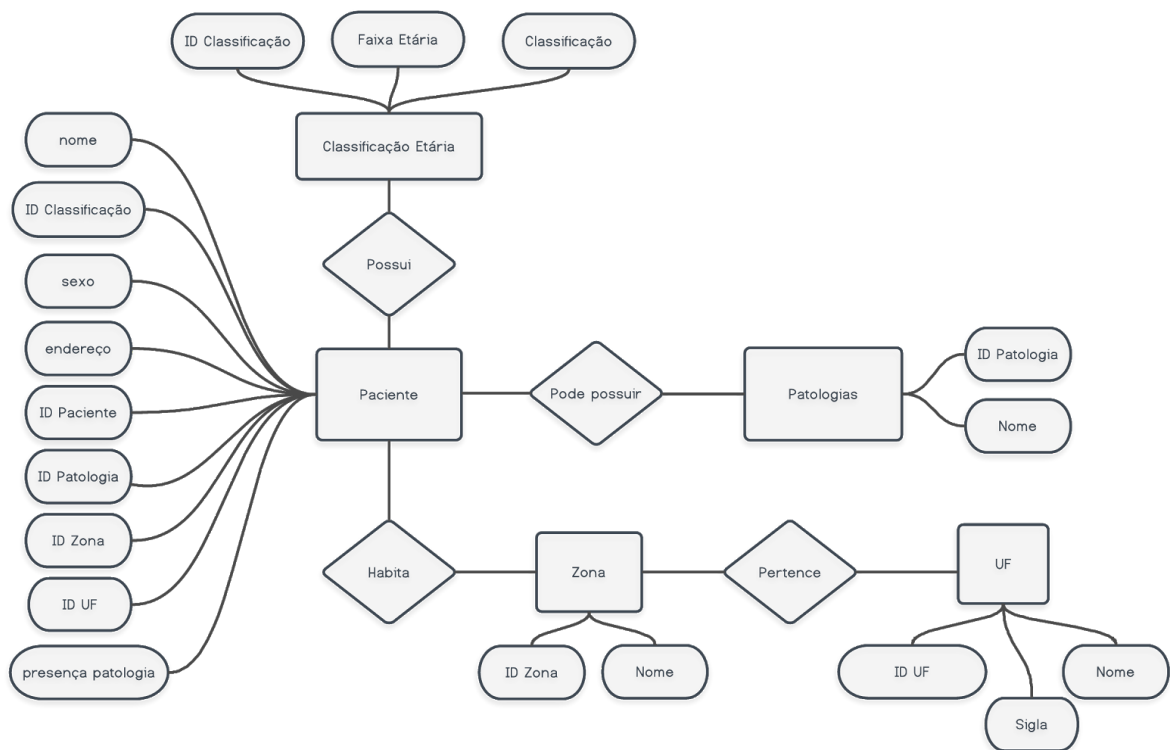 ID Classificação
Faixa Etária
Classificação
Classificação Etária
nome
ID Classificação
sexo
endereço
ID Paciente
ID Patologia
ID Zona
ID UF
presença patologia
Possui
Paciente
Pode possuir
Patologias
ID Patologia
Nome
Habita
Zona
Pertence
UF
ID Zona
Nome
ID UF
Sigla
Nome